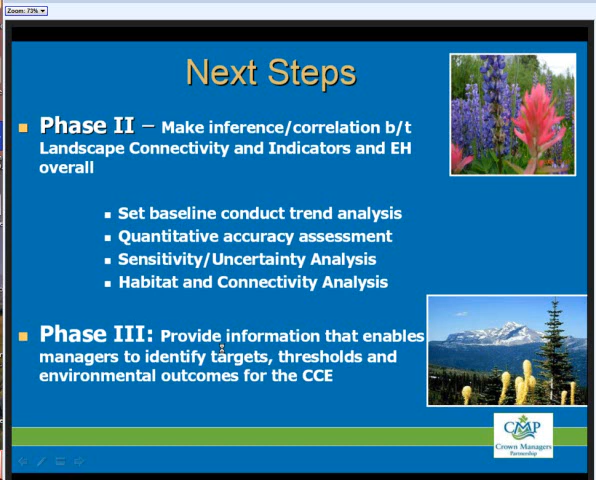 Zoom: 73%
Next Steps
Phase II – Make inference/correlation b/t
Landscape Connectivity and Indicators and EH
overall
Set baseline conduct trend analysis
Quantitative accuracy assessment
Sensitivity/Uncertainty Analysis
Habitat and Connectivity Analysis
Phase III: Provide information that enables
managers to identify targets, thresholds and
environmental outcomes for the CCE
CMP
Crown Managers
Partnership